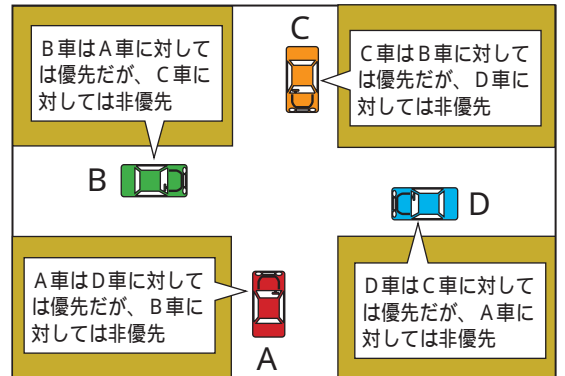 B車はA車に対して
は優先だが、C車に
対しては非優先
C
C車はB車に対して
は優先だが、D車に
対しては非優先
B
D
A車はD車に対して
は優先だが、B車に
対しては非優先
A
D車はC車に対して
は優先だが、A車に
対しては非優先